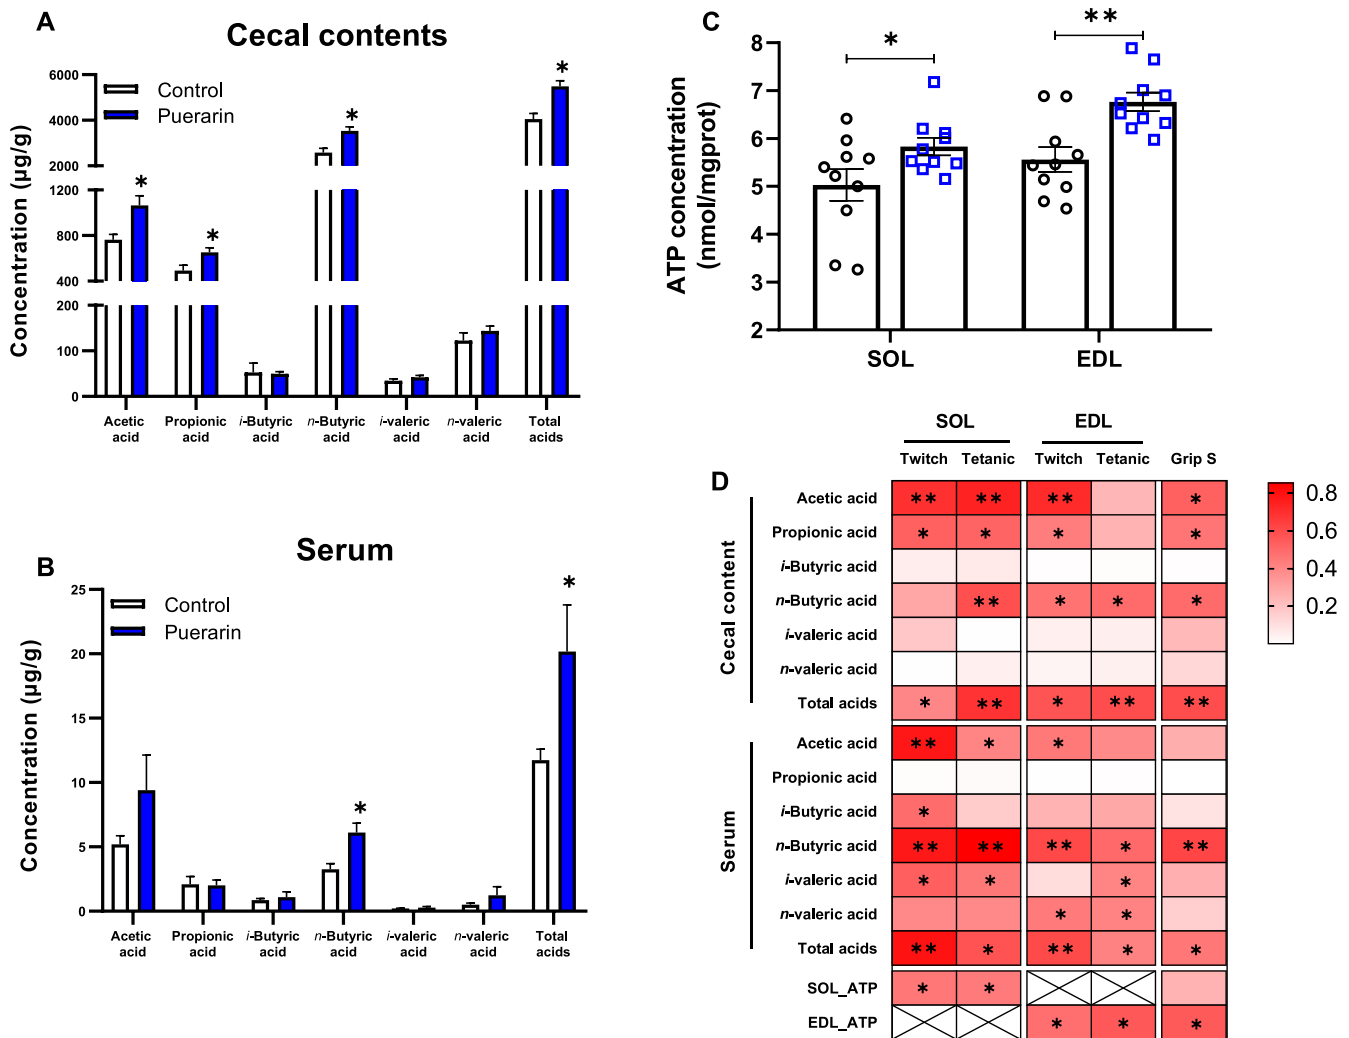 A
Cecal contents
Concentration (µg/g)
6000
4000
2000
1200
800
400
200
100
0
Control
Puerarin
*
*
*
*
Acetic acid
Propionic acid
i-Butyric acid
n-Butyric acid
i-valeric acid
n-valeric acid
Total acids
B
Serum
Concentration (µg/g)
25
20
15
10
5
0
Control
Puerarin
*
*
Acetic acid
Propionic acid
i-Butyric acid
n-Butyric acid
i-valeric acid
n-valeric acid
Total acids
C
ATP concentration
(nmol/mgprot)
8
7
6
5
4
3
2
*
**
SOL
EDL
D
SOL
EDL
Twitch Tetanic Twitch Tetanic Grip S
Cecal content
Acetic acid ** ** ** *
Propionic acid * * * *
i-Butyric acid
n-Butyric acid ** * * *
i-valeric acid
n-valeric acid
Total acids * ** * ** **
Serum
Acetic acid ** * *
Propionic acid
i-Butyric acid *
n-Butyric acid ** ** ** * **
i-valeric acid * * *
n-valeric acid * *
Total acids ** * ** * *
SOL_ATP * *
EDL_ATP * * *
0.8
0.6
0.4
0.2